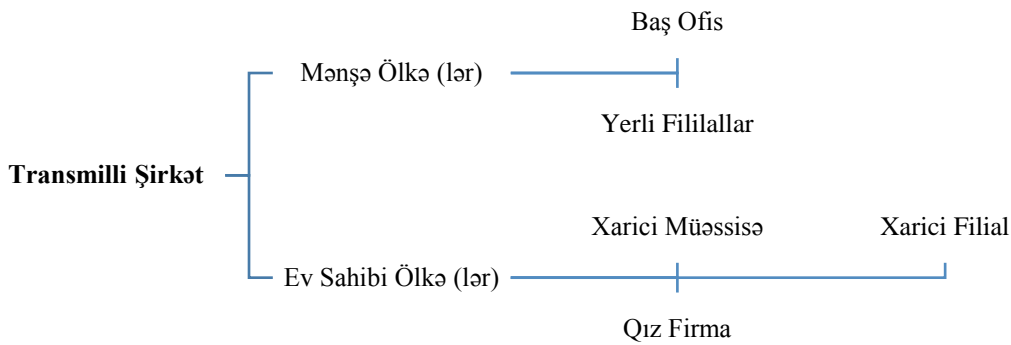 Baş Ofis
Mənşə Ölkə (lər)
Yerli Fililallar
Transmilli Şirkət
Xarici Müəssisə
Xarici Filial
Ev Sahibi Ölkə (lər)
Qız Firma